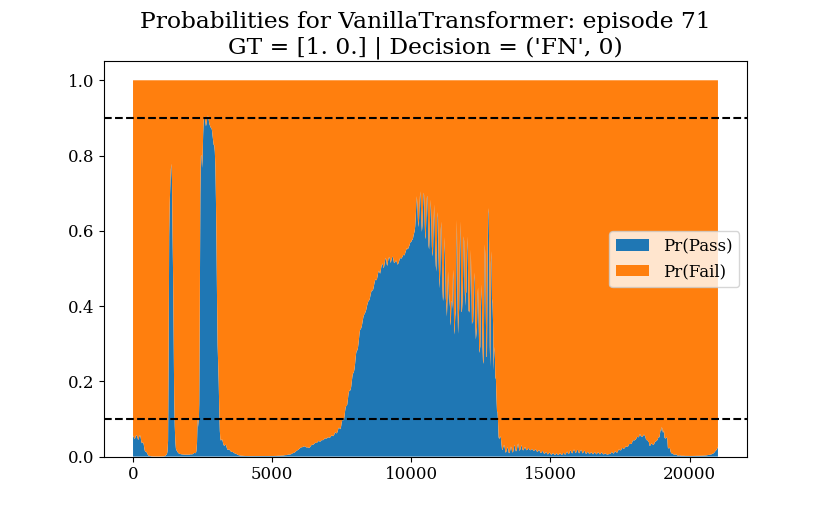 Probabilities for VanillaTransformer: episode 71
GT = [1. 0.] | Decision = ('FN', 0)
1.0
0.8
0.6
0.4
0.2
0.0
Pr(Pass)
Pr(Fail)
0
5000
10000
15000
20000